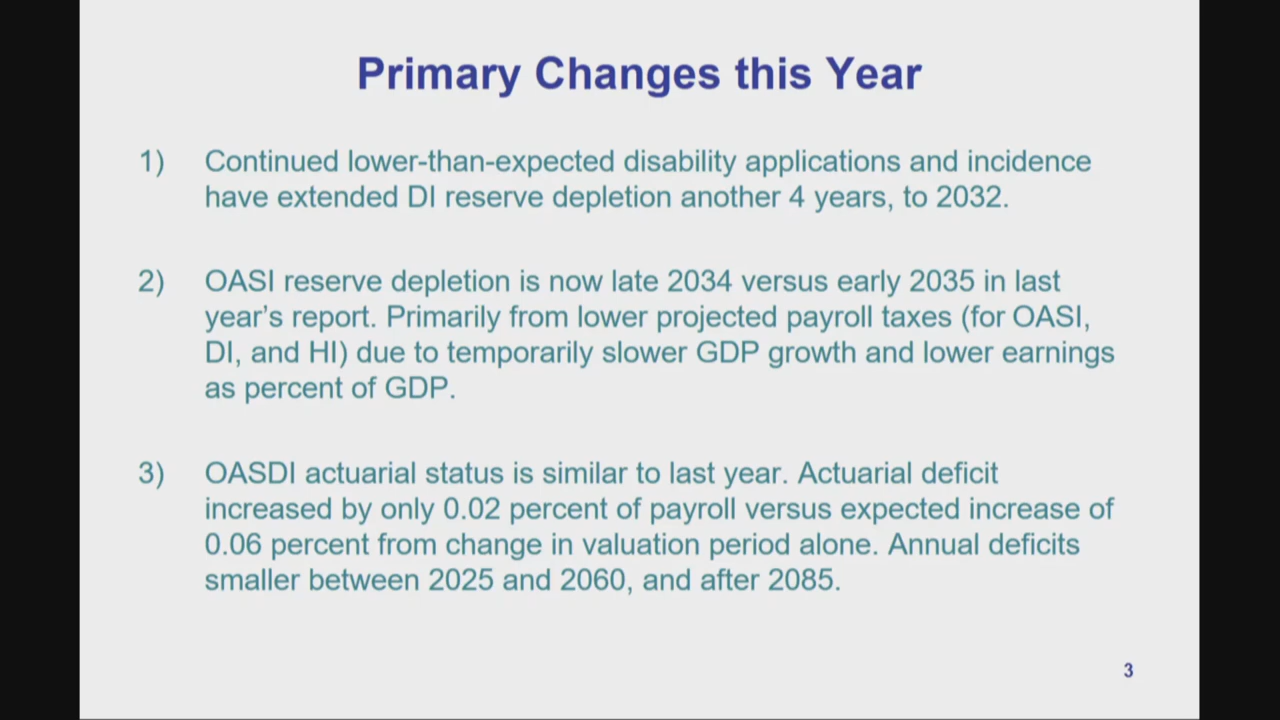 Primary Changes this Year
1) Continued lower-than-expected disability applications and incidence
have extended DI reserve depletion another 4 years, to 2032.
2) OASI reserve depletion is now late 2034 versus early 2035 in last
year's report. Primarily from lower projected payroll taxes (for OASI,
DI, and HI) due to temporarily slower GDP growth and lower earnings
as percent of GDP.
3) OASDI actuarial status is similar to last year. Actuarial deficit
increased by only 0.02 percent of payroll versus expected increase of
0.06 percent from change in valuation period alone. Annual deficits
smaller between 2025 and 2060, and after 2085.
3